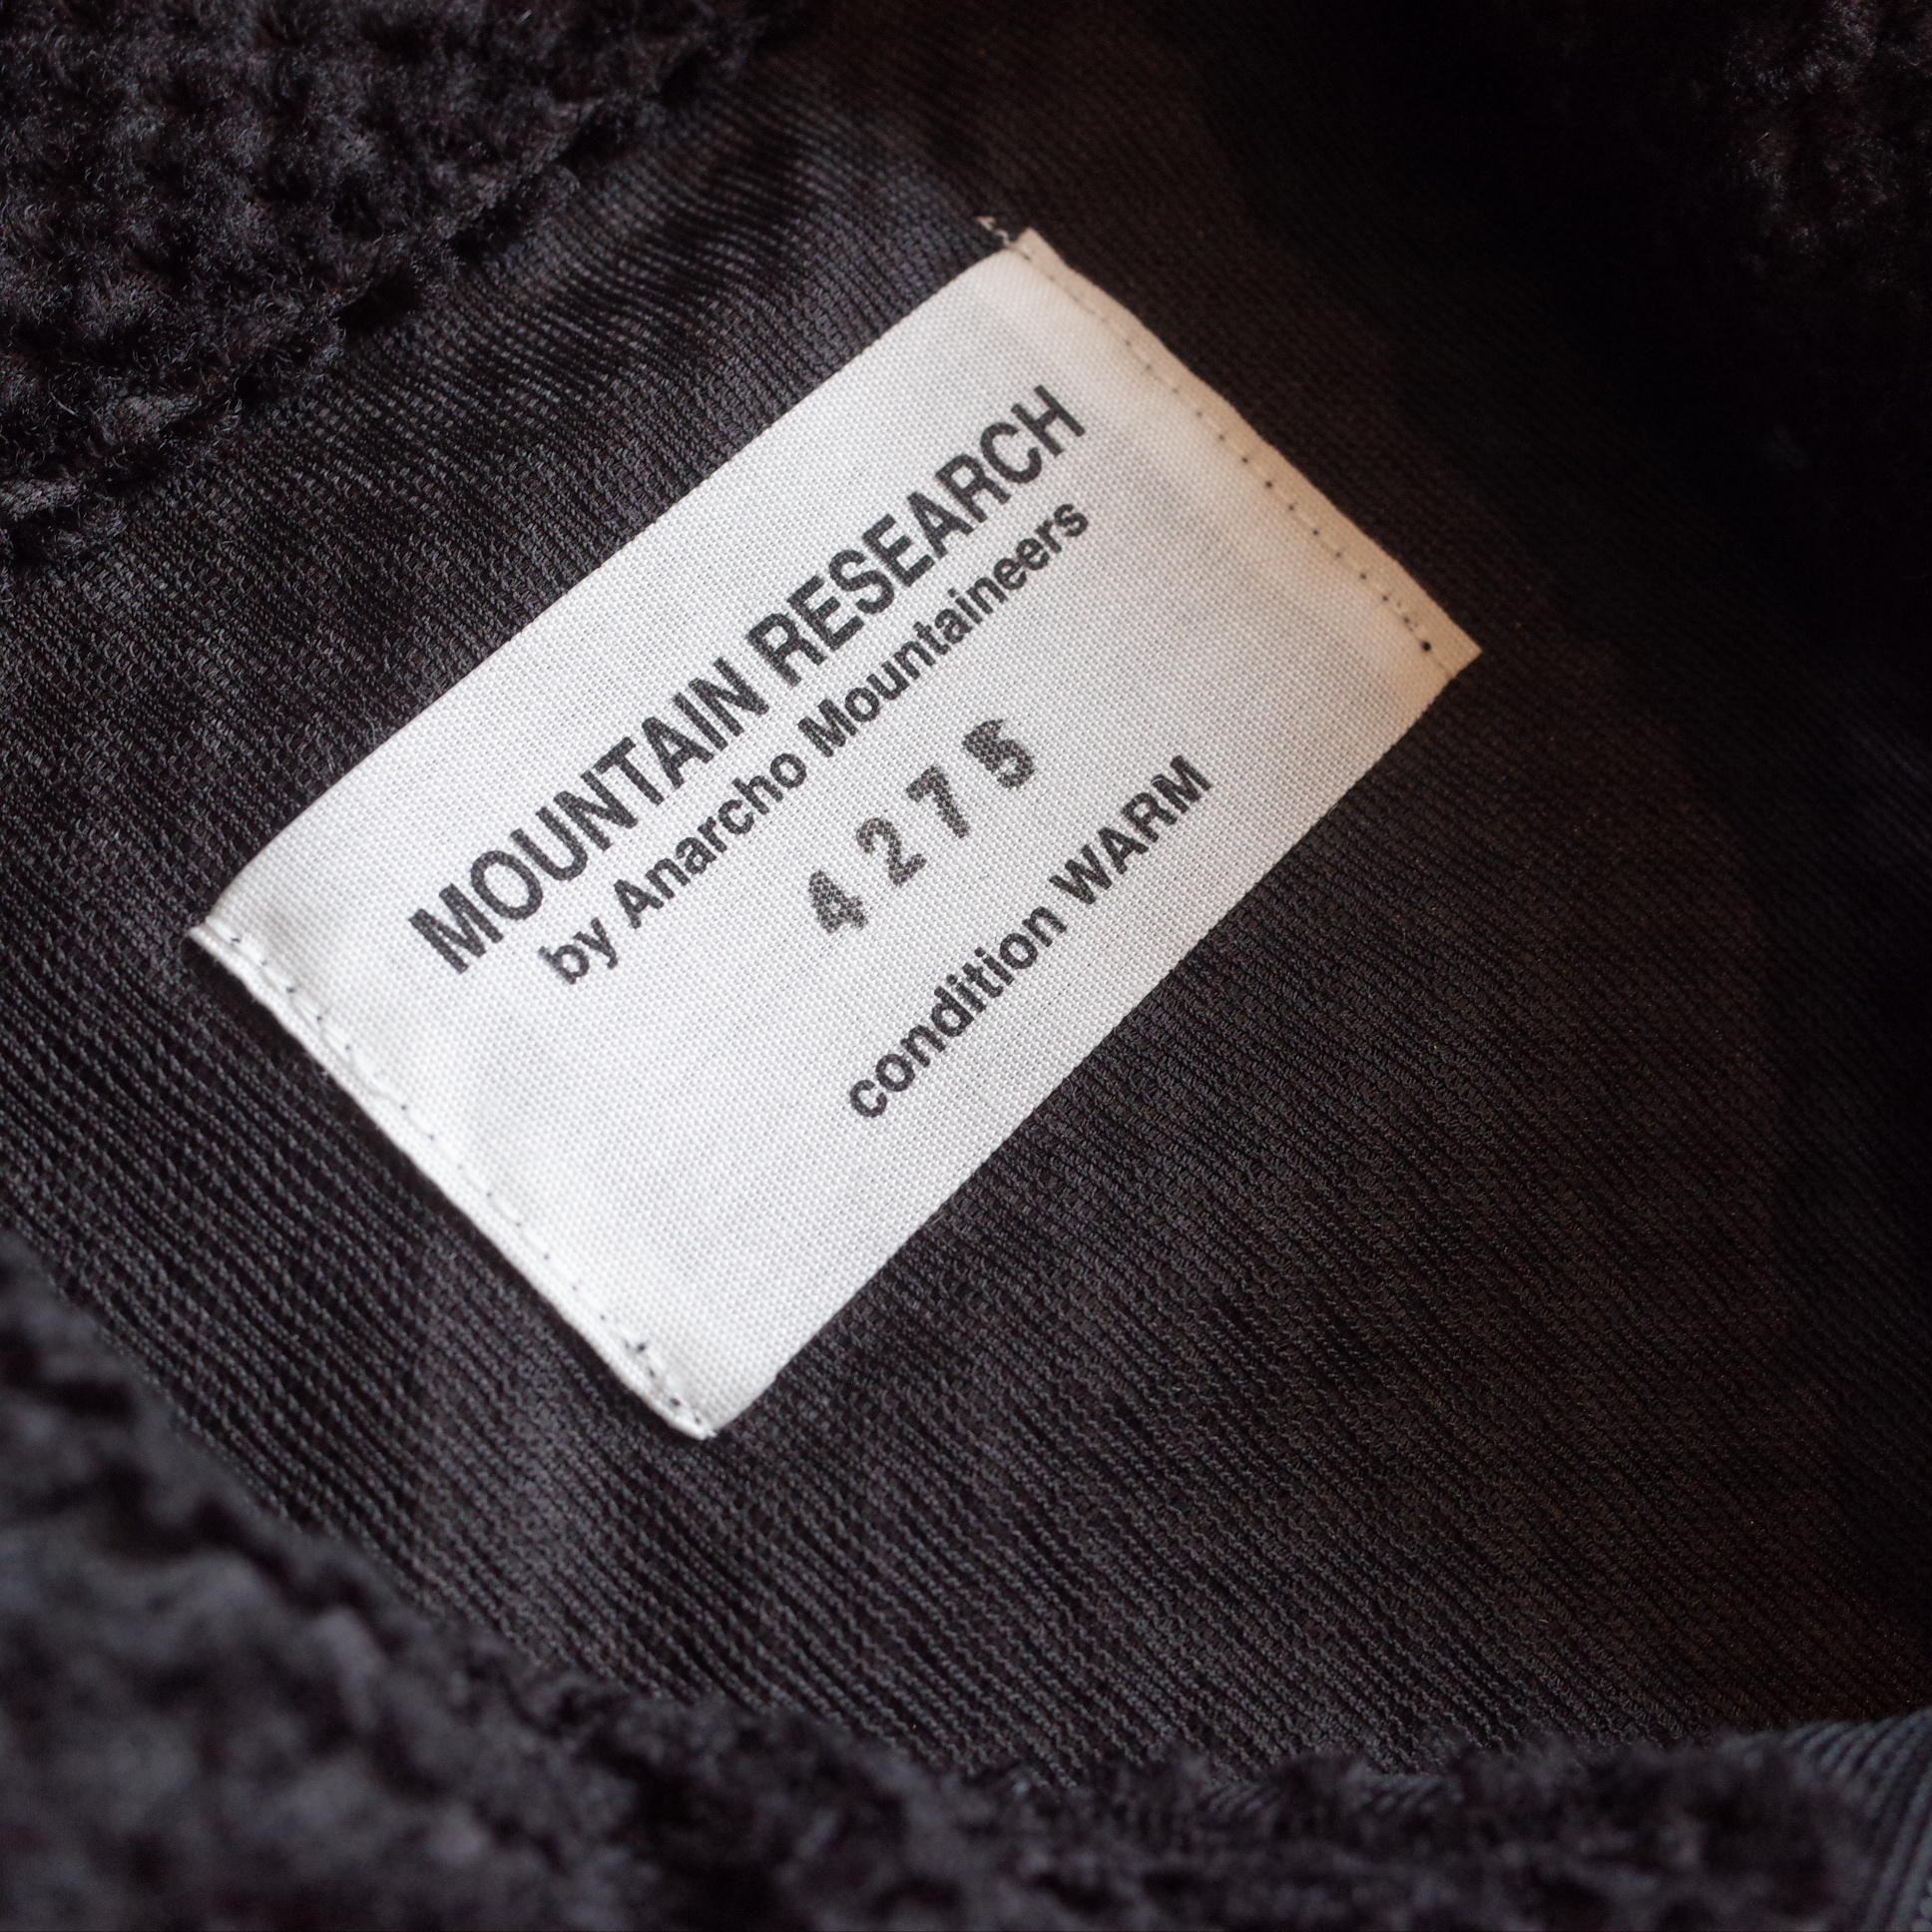 MOUNTAIN RESEARCH
by Anarcho Mountaineers
4275
condition WARM